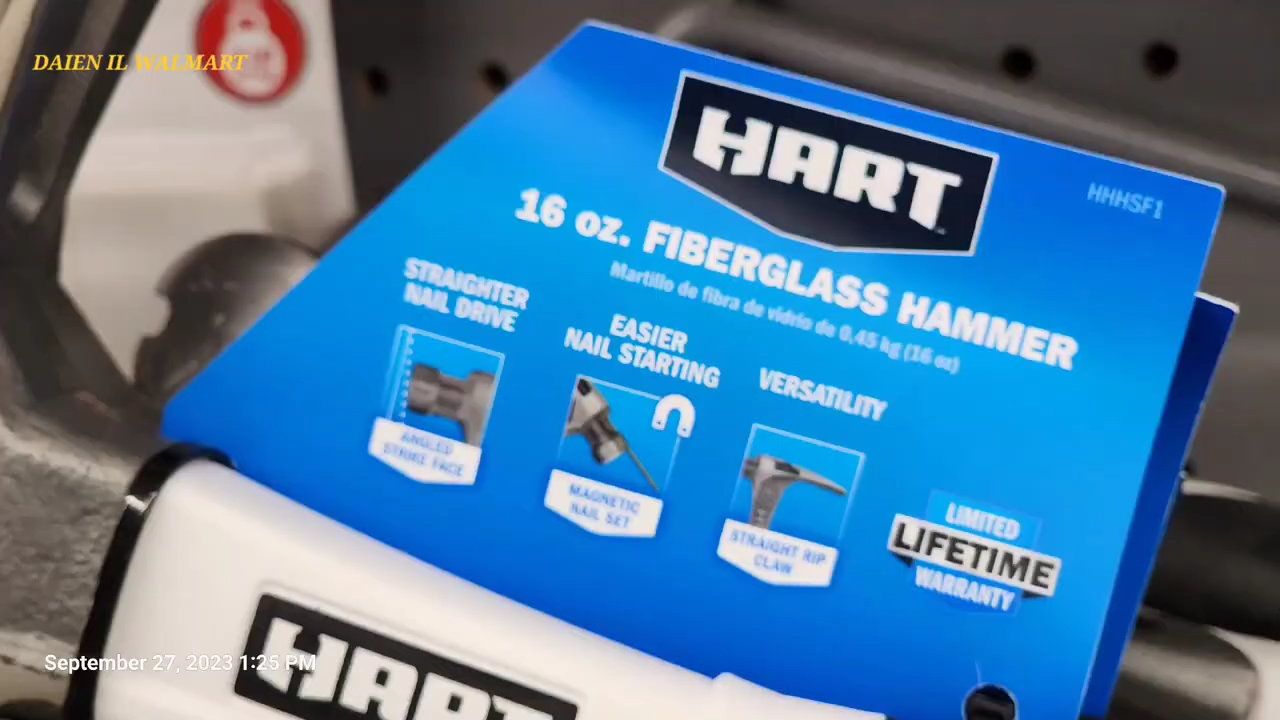 DAIEN IL WALMART
HART
HHHSF1
16 oz. FIBERGLASS HAMMER
Martillo de fibra de vidrio de 0,45 kg (16 oz)
STRAIGHTER
NAIL DRIVE
ANGLED
STRIKE FACE
EASIER
NAIL STARTING
MAGNETIC
NAIL SET
VERSATILITY
STRAIGHT RIP
CLAW
LIMITED
LIFETIME
WARRANTY
HART
September 27, 2023 1:25 PM